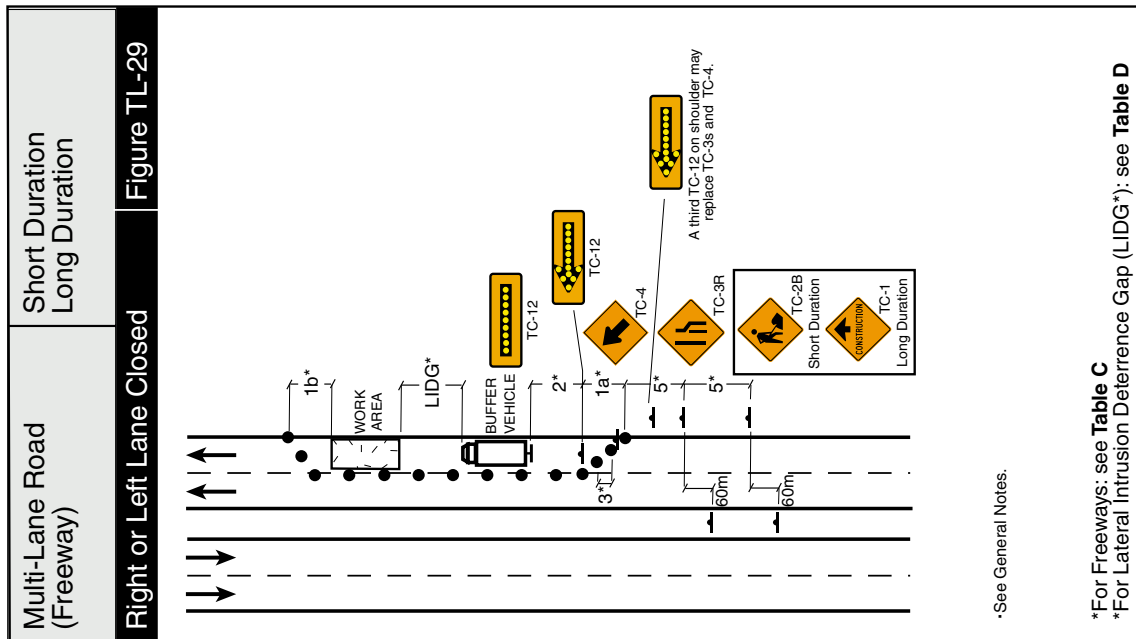 Multi-Lane Road
(Freeway)
Short Duration
Long Duration
Right or Left Lane Closed
Figure TL-29
1b*
WORK
AREA
LIDG*
BUFFER
VEHICLE
TC-12
2*
TC-12
1a*
3*
TC-4
5*
A third TC-12 on shoulder may
replace TC-3s and TC-4.
TC-3R
5*
60m
60m
TC-2B
Short Duration
CONSTRUCTION
TC-1
Long Duration
•See General Notes.
*For Freeways: see Table C
*For Lateral Intrusion Deterrence Gap (LIDG*): see Table D